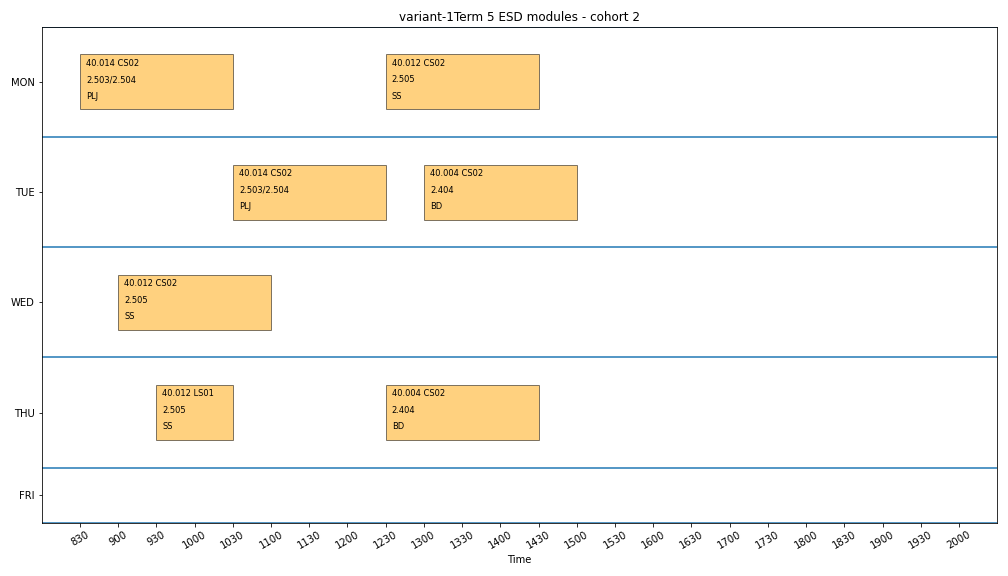 variant-1Term 5 ESD modules - cohort 2
MON
40.014 CS02
2.503/2.504
PLJ
40.012 CS02
2.505
SS
TUE
40.014 CS02
2.503/2.504
PLJ
40.004 CS02
2.404
BD
WED
40.012 CS02
2.505
SS
THU
40.012 LS01
2.505
SS
40.004 CS02
2.404
BD
FRI
830 900 930 1000 1030 1100 1130 1200 1230 1300 1330 1400 1430 1500 1600 1630 1700 1730 1800 1830 1900 1930 2000
Time